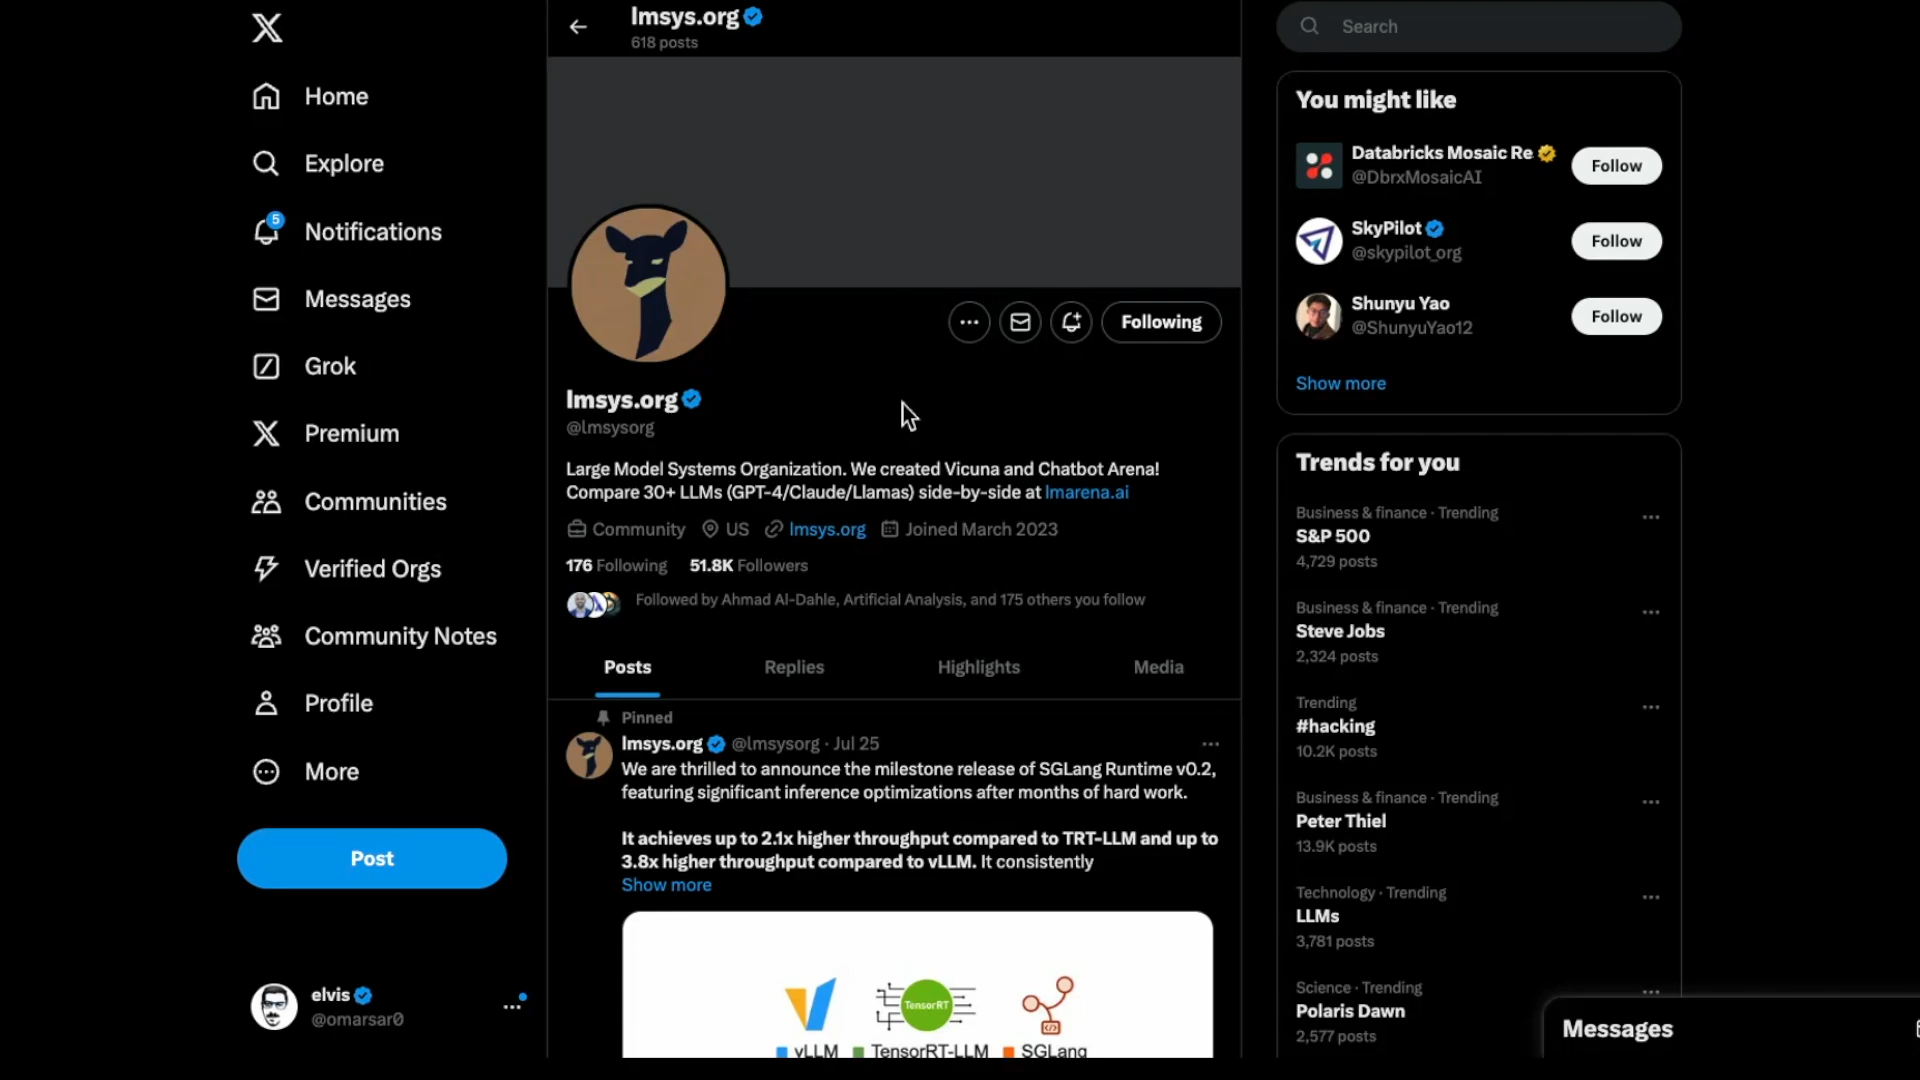 Home
Explore
5
Notifications
Messages
Grok
Premium
Communities
Verified Orgs
Community Notes
Profile
More
Post
elvis
@omarsar0
lmsys.org
618 posts
Following
lmsys.org
@lmsysorg
Large Model Systems Organization. We created Vicuna and Chatbot Arena!
Compare 30+ LLMs (GPT-4/Claude/Llamas) side-by-side at lmarena.ai
Community US lmsys.org Joined March 2023
176 Following 51.8K Followers
Followed by Ahmad Al-Dahle, Artificial Analysis, and 175 others you follow
Posts Replies Highlights Media
Pinned
lmsys.org @lmsysorg · Jul 25
We are thrilled to announce the milestone release of SGLang Runtime v0.2,
featuring significant inference optimizations after months of hard work.
It achieves up to 2.1x higher throughput compared to TRT-LLM and up to
3.8x higher throughput compared to vLLM. It consistently
Show more
TensorRT
vLLM TensorRT-LLM SGLang
Search
You might like
Databricks Mosaic Re
@DbrxMosaicAI
Follow
SkyPilot
@skypilot_org
Follow
Shunyu Yao
@ShunyuYao12
Follow
Show more
Trends for you
Business & finance · Trending
S&P 500
4,729 posts
Business & finance · Trending
Steve Jobs
2,324 posts
Trending
#hacking
10.2K posts
Business & finance · Trending
Peter Thiel
13.9K posts
Technology · Trending
LLMs
3,781 posts
Science · Trending
Polaris Dawn
2,577 posts
Messages